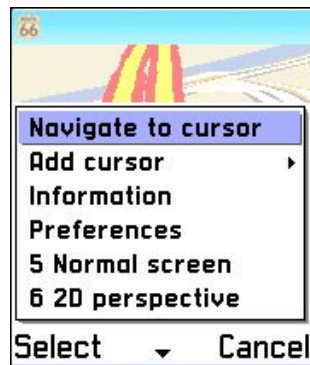 66
Navigate to cursor
Add cursor
Information
Preferences
5 Normal screen
6 2D perspective
Select Cancel